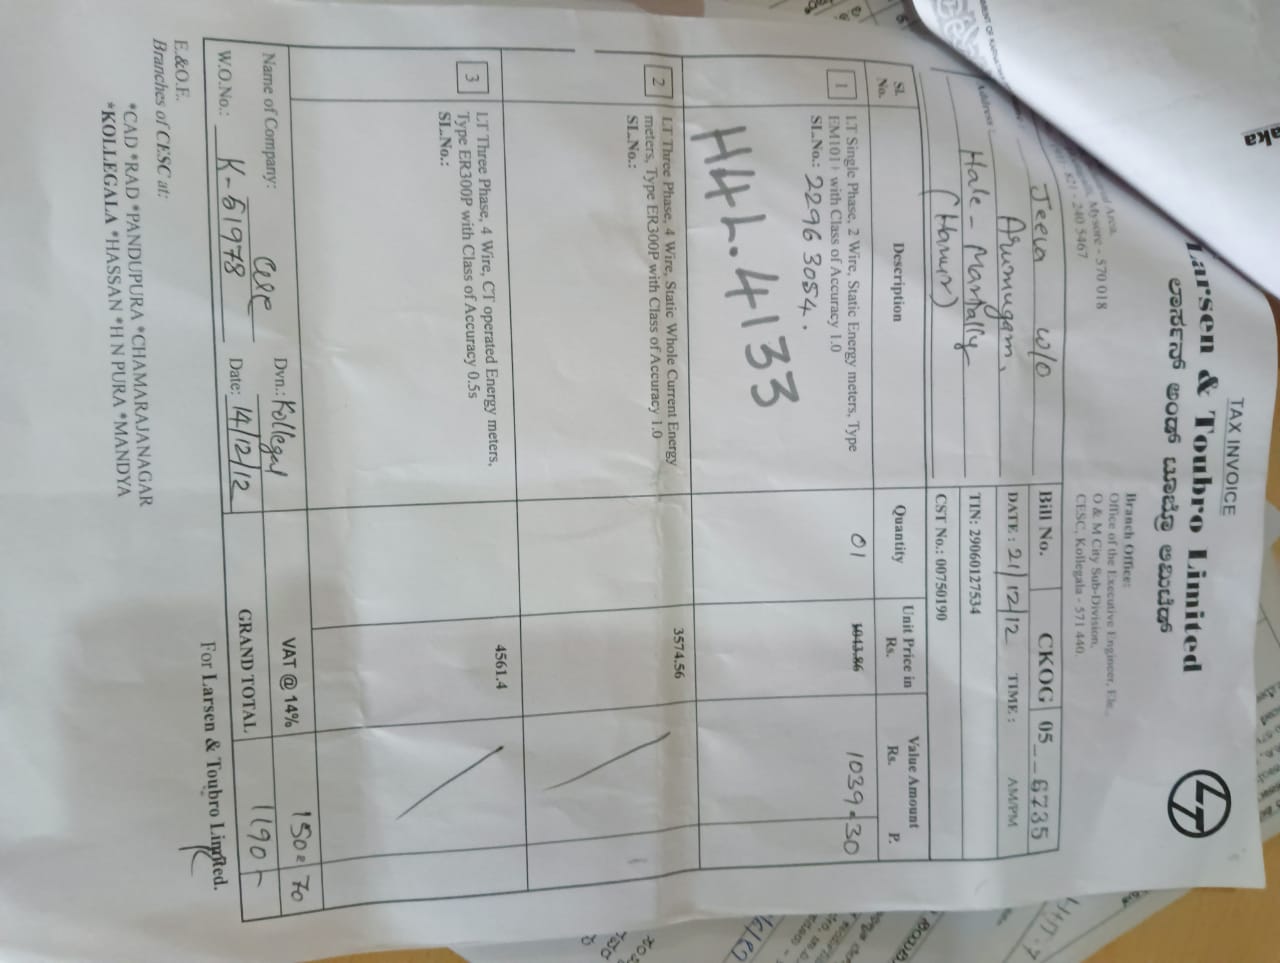 TAX INVOICE
Larsen & Toubro Limited
ಲಾರ್ಸನ್ ಅಂಡ್ ಟೂಬ್ರೊ ಲಿಮಿಟೆಡ್
LT
Area,
Mysore - 570 018
821 - 240 5467
Branch Office:
Office of the Executive Engineer, Ele.,
O & M City Sub-Division,
CESC, Kollegala - 571 440.
Jeeva W/o
Arumugam,
Address
Hale - Martally
(Hanur)
Bill No. CKOG 05 - - 6735
DATE : 21/12/12 TIME : AM/PM
TIN: 29060127534
CST No.: 00750190
Sl. No. Description Quantity Unit Price in Rs. Value Amount Rs. P.
1 LT Single Phase, 2 Wire, Static Energy meters, Type
EM101 with Class of Accuracy 1.0 01 1043.86 1039.30
SL.No.: 2296 3054.
HHL.4133
2 LT Three Phase, 4 Wire, Static Whole Current Energy
meters, Type ER300P with Class of Accuracy 1.0 3574.56
SL.No.:
3 LT Three Phase, 4 Wire, CT operated Energy meters,
Type ER300P with Class of Accuracy 0.5s 4561.4
SL.No.:
Name of Company: Cesc Dvn.: Kollegal VAT @ 14% 150=70
W.O.No.: K-51978 Date: 14/12/12 GRAND TOTAL 1190/-
E.&O.E. For Larsen & Toubro Limited.
Branches of CESC at:
*CAD *RAD *PANDUPURA *CHAMARAJANAGAR
*KOLLEGALA *HASSAN *H N PURA *MANDYA